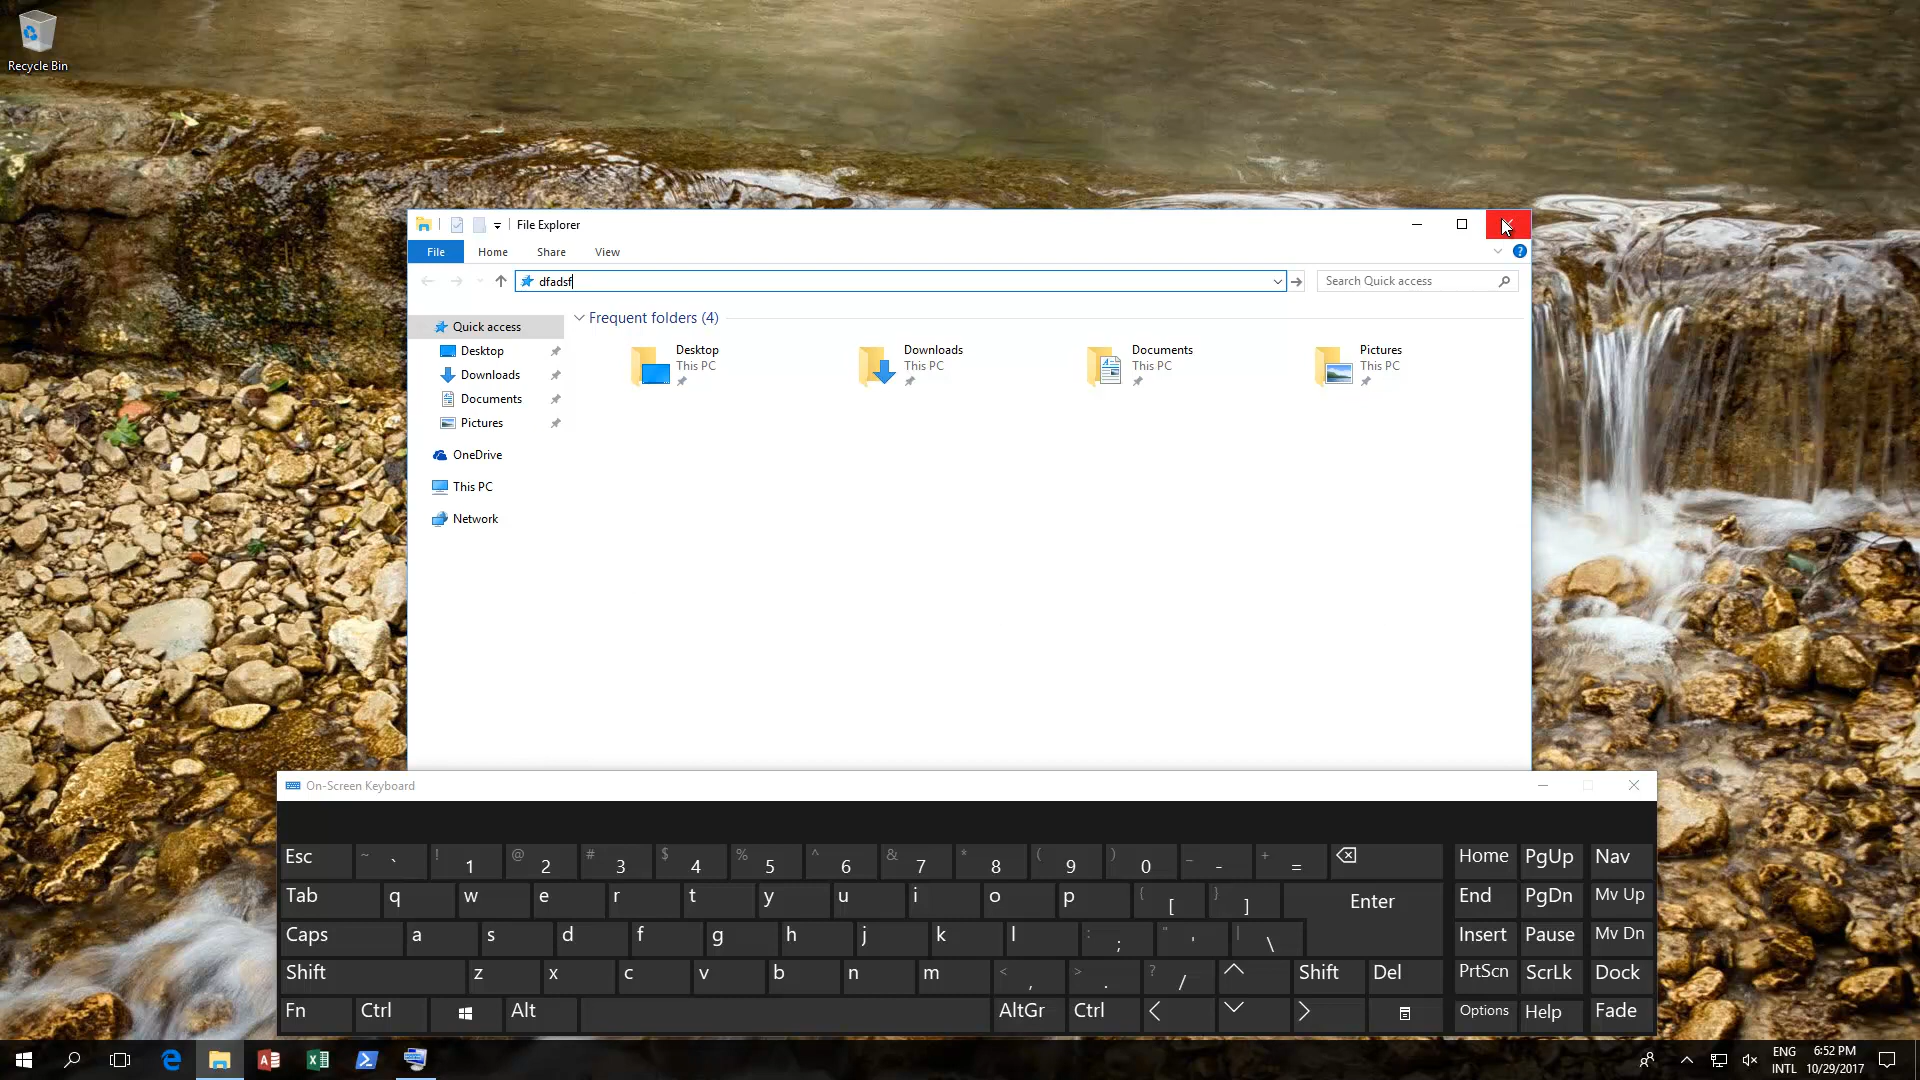 Recycle Bin
File Explorer
File Home Share View
dfadsf
Search Quick access
Quick access
Desktop
Downloads
Documents
Pictures
OneDrive
This PC
Network
Frequent folders (4)
Desktop
This PC
Downloads
This PC
Documents
This PC
Pictures
This PC
On-Screen Keyboard
Esc ~ ` ! 1 @ 2 # 3 $ 4 % 5 ^ 6 & 7 * 8 ( 9 ) 0 _ - + = Home PgUp Nav
Tab q w e r t y u i o p { [ } ] Enter End PgDn Mv Up
Caps a s d f g h j k l : ; " ' | \ Insert Pause Mv Dn
Shift z x c v b n m < , > . ? / Shift Del PrtScn ScrLk Dock
Fn Ctrl Alt AltGr Ctrl Options Help Fade
ENG
INTL
6:52 PM
10/29/2017